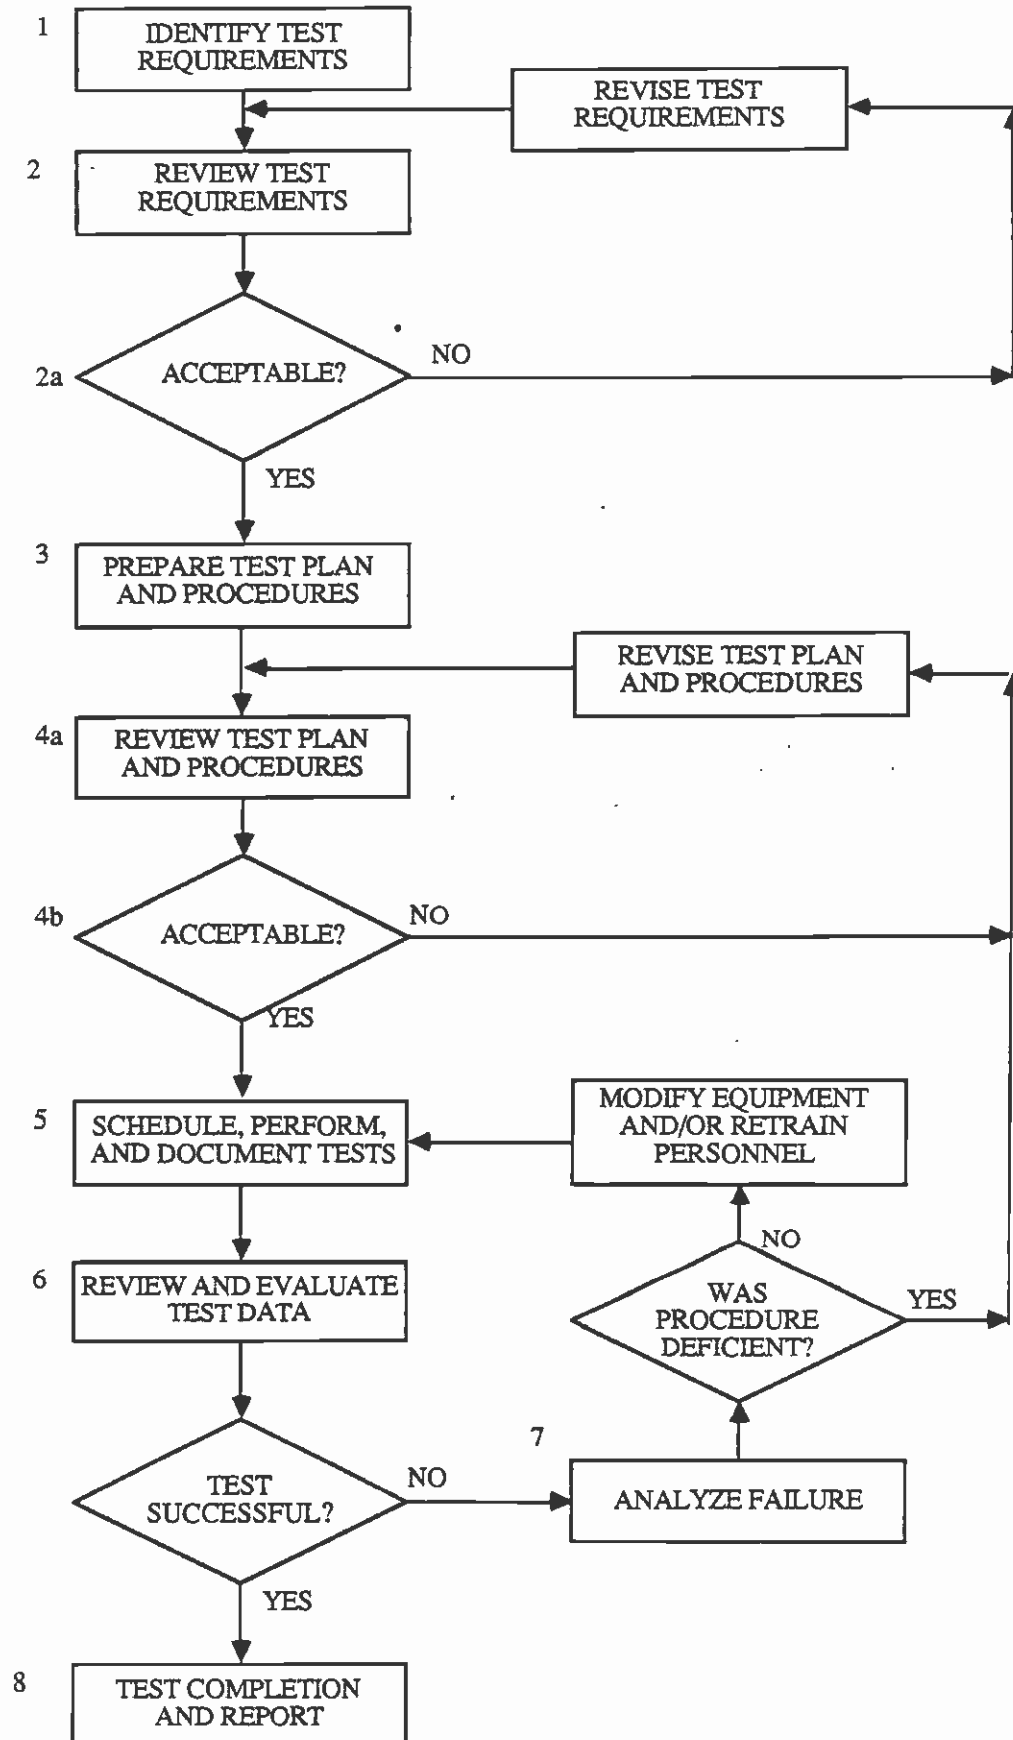 1
IDENTIFY TEST
REQUIREMENTS
REVISE TEST
REQUIREMENTS
2
REVIEW TEST
REQUIREMENTS
2a
ACCEPTABLE?
NO
YES
3
PREPARE TEST PLAN
AND PROCEDURES
REVISE TEST PLAN
AND PROCEDURES
4a
REVIEW TEST PLAN
AND PROCEDURES
4b
ACCEPTABLE?
NO
YES
5
SCHEDULE, PERFORM,
AND DOCUMENT TESTS
MODIFY EQUIPMENT
AND/OR RETRAIN
PERSONNEL
NO
6
REVIEW AND EVALUATE
TEST DATA
WAS
PROCEDURE
DEFICIENT?
YES
7
TEST
SUCCESSFUL?
NO
ANALYZE FAILURE
YES
8
TEST COMPLETION
AND REPORT